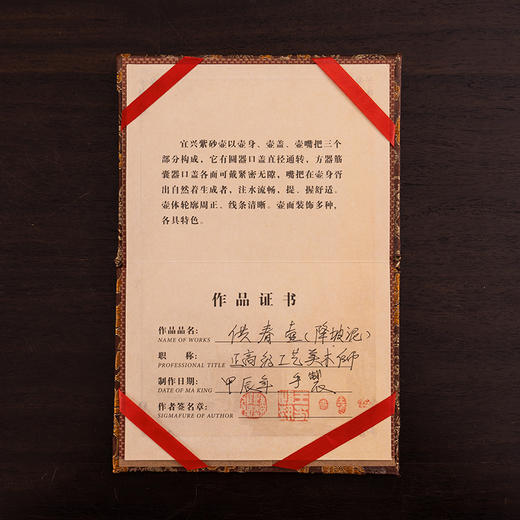 宜兴紫砂壶以壶身、壶盖、壶嘴把三个
部分构成，它有圆器口盖直径通转，方器筋
囊器口盖各面可戴紧密无隙，嘴把在壶身胥
出自然着生成者，注水流畅，提、握舒适。
壶体轮廓周正、线条清晰。壶面装饰多种，
各具特色。
作品证书
作品品名： 供春壶（降坡泥）
NAME OF WORKS
职 称： 正高级工艺美术师
PROFESSIONAL TITLE
制作日期： 甲辰年 手製
DATE OF MA KING
作者签名章：
SIGMAFURE OF AUTHOR